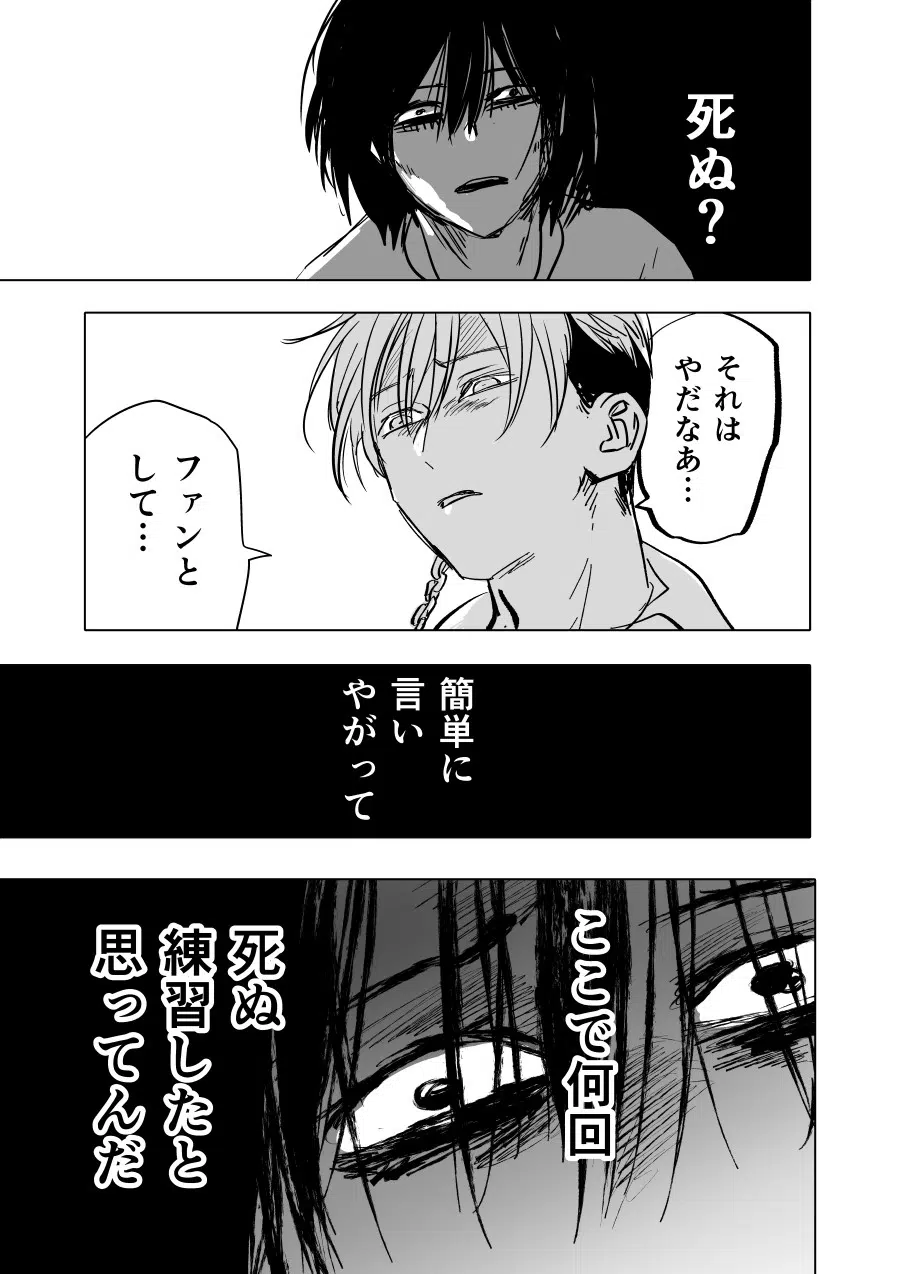 死ぬ?
それは
やだなあ…
ファンと
して…
簡単に
言い
やがって
ここで何回
死ぬ
練習したと
思ってんだ